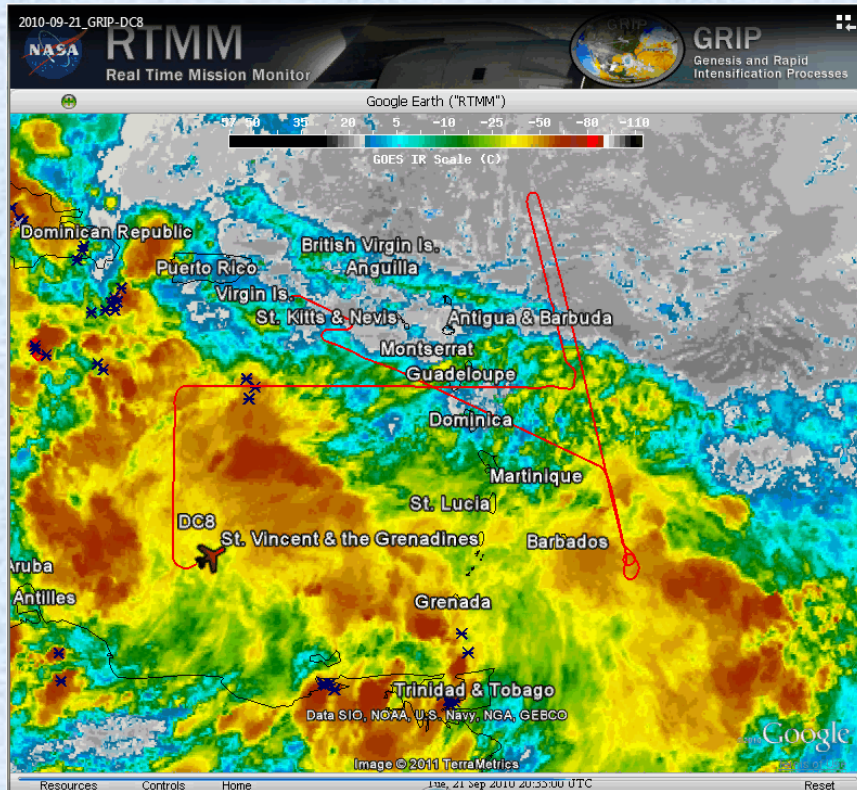 2010-09-21_GRIP-DC8
NASA
RTMM
Real Time Mission Monitor
GRIP
GRIP
Genesis and Rapid
Intensification Processes
Google Earth ("RTMM")
-57 50 35 20 5 -10 -25 -50 -80 -110
GOES IR Scale (C)
Dominican Republic
British Virgin Is.
Puerto Rico
Anguilla
Virgin Is.
St. Kitts & Nevis
Antigua & Barbuda
Montserrat
Guadeloupe
Dominica
Martinique
St. Lucia
DC8
St. Vincent & the Grenadines
Barbados
Aruba
Antilles
Grenada
Trinidad & Tobago
Data SIO, NOAA, U.S. Navy, NGA, GEBCO
Google
Image © 2011 TerraMetrics
Resources Controls Home Tue, 21 Sep 2010 20:35:00 UTC Reset